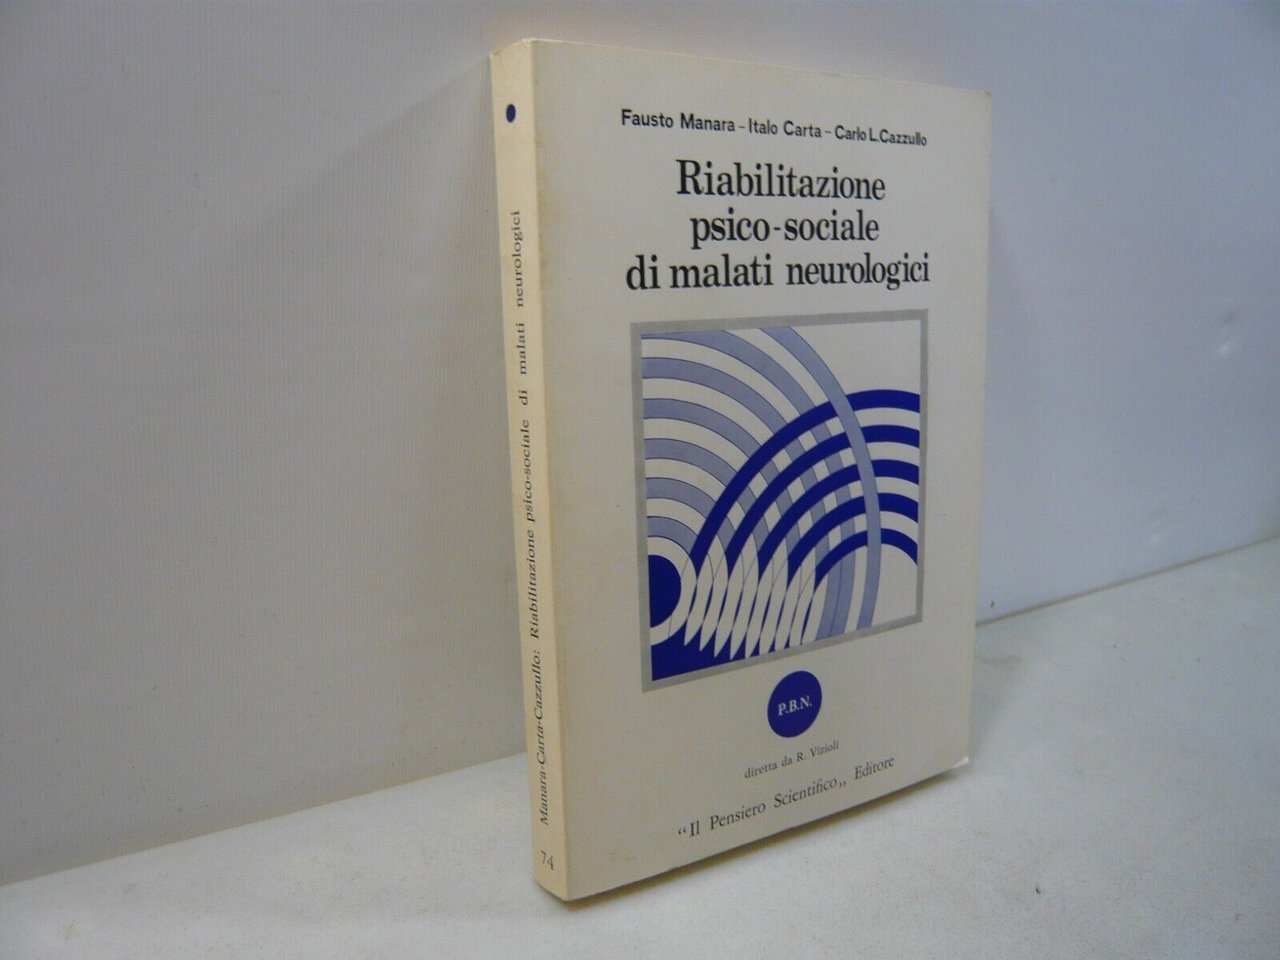 Fausto Manara - Italo Carta - Carlo L. Cazzullo
Riabilitazione
psico-sociale
di malati neurologici
P.B.N.
diretta da R. Vizioli
“Il Pensiero Scientifico„ Editore
Manara-Carta-Cazzullo: Riabilitazione psico-sociale di malati neurologici
74